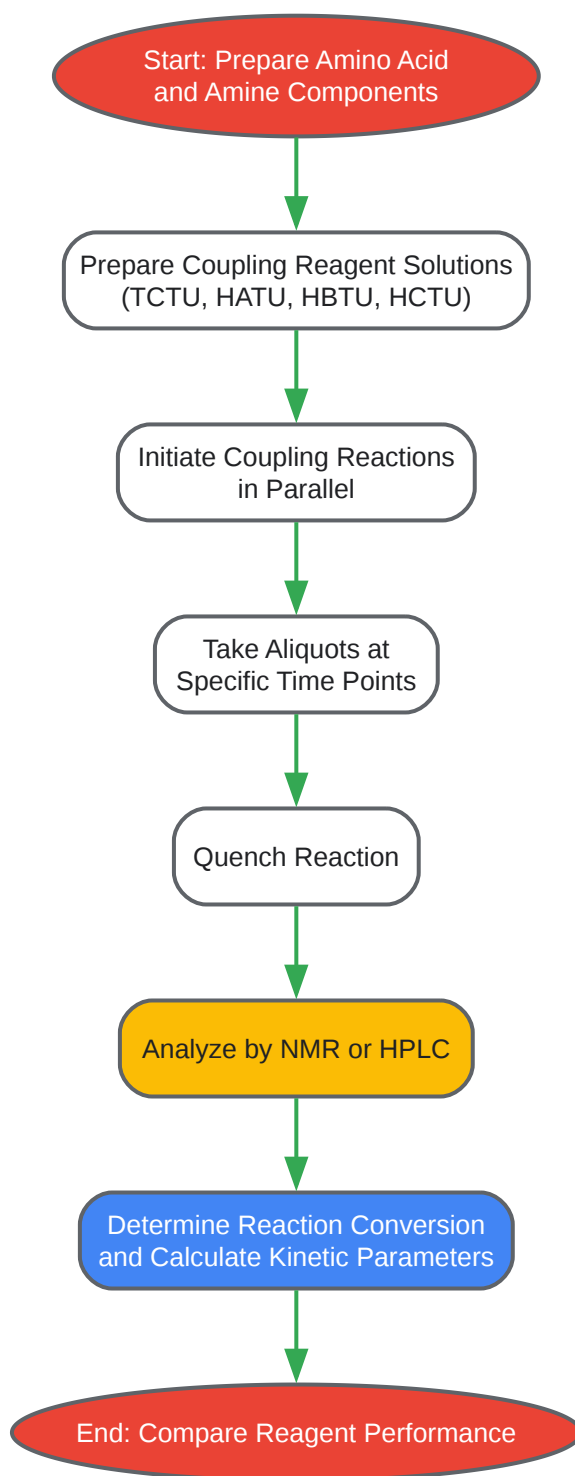 Start: Prepare Amino Acid
and Amine Components
Prepare Coupling Reagent Solutions
(TCTU, HATU, HBTU, HCTU)
Initiate Coupling Reactions
in Parallel
Take Aliquots at
Specific Time Points
Quench Reaction
Analyze by NMR or HPLC
Determine Reaction Conversion
and Calculate Kinetic Parameters
End: Compare Reagent Performance